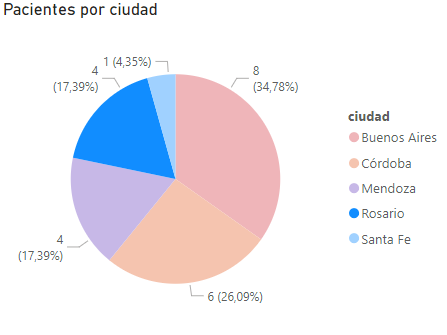 Pacientes por ciudad
1 (4,35%)
4
(17,39%)
8
(34,78%)
4
(17,39%)
6 (26,09%)
ciudad
Buenos Aires
Córdoba
Mendoza
Rosario
Santa Fe